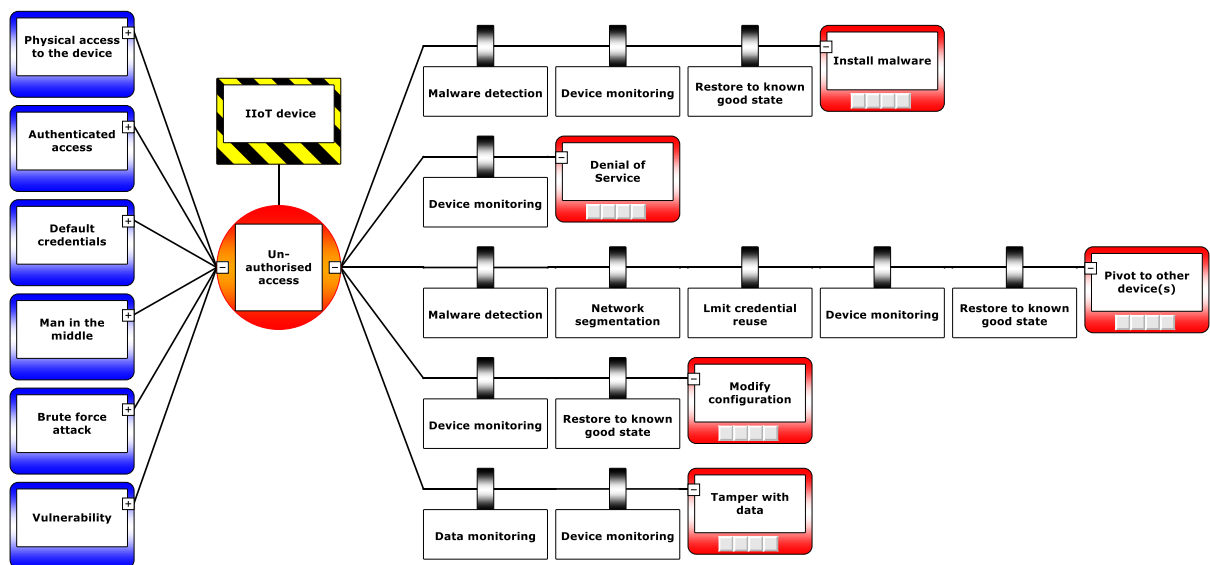 Physical access
to the device
Authenticated
access
Default
credentials
Man in the
middle
Brute force
attack
Vulnerability
IIoT device
Un-
authorised
access
Malware detection
Device monitoring
Restore to known
good state
Install malware
Device monitoring
Denial of
Service
Malware detection
Network
segmentation
Lmit credential
reuse
Device monitoring
Restore to known
good state
Pivot to other
device(s)
Device monitoring
Restore to known
good state
Modify
configuration
Data monitoring
Device monitoring
Tamper with
data